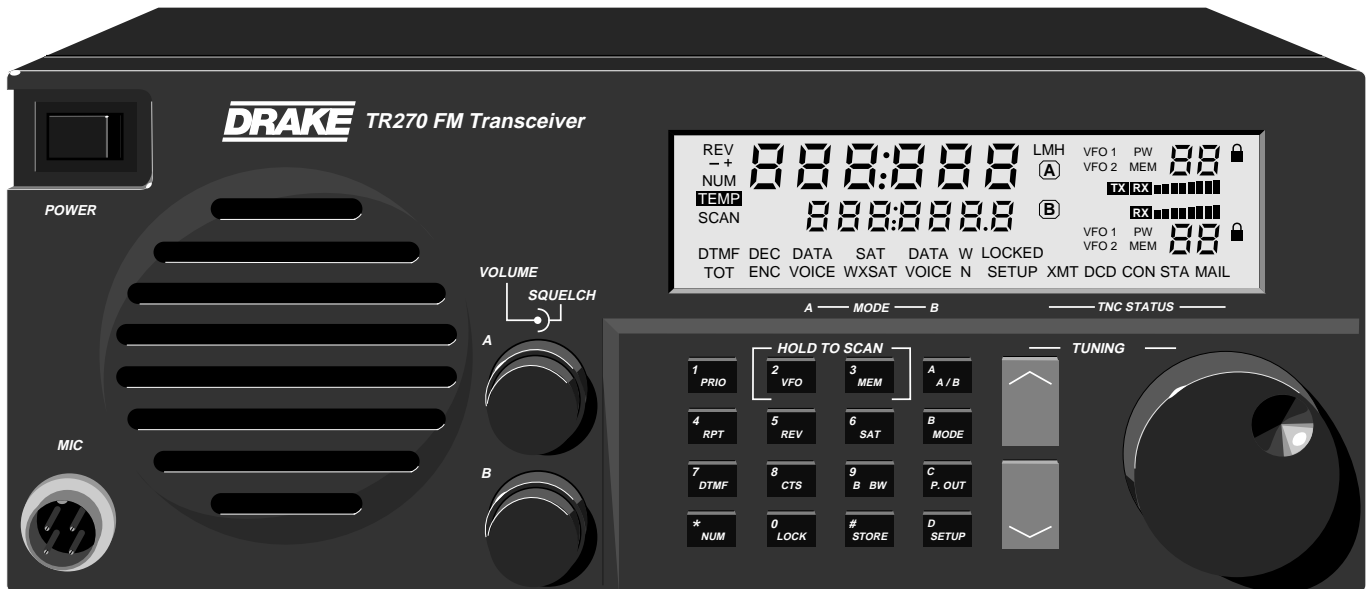 DRAKE TR270 FM Transceiver
POWER
VOLUME
SQUELCH
A
B
MIC
REV
– +
NUM
TEMP
SCAN
888:888
888:888.8
LMH
A
B
VFO 1 PW
VFO 2 MEM
88
TX RX
RX
VFO 1 PW
VFO 2 MEM
88
DTMF DEC DATA SAT DATA W LOCKED
TOT ENC VOICE WXSAT VOICE N SETUP XMT DCD CON STA MAIL
A MODE B
TNC STATUS
HOLD TO SCAN
TUNING
1 PRIO
2 VFO
3 MEM
A A / B
4 RPT
5 REV
6 SAT
B MODE
7 DTMF
8 CTS
9 B BW
C P. OUT
* NUM
0 LOCK
# STORE
D SETUP